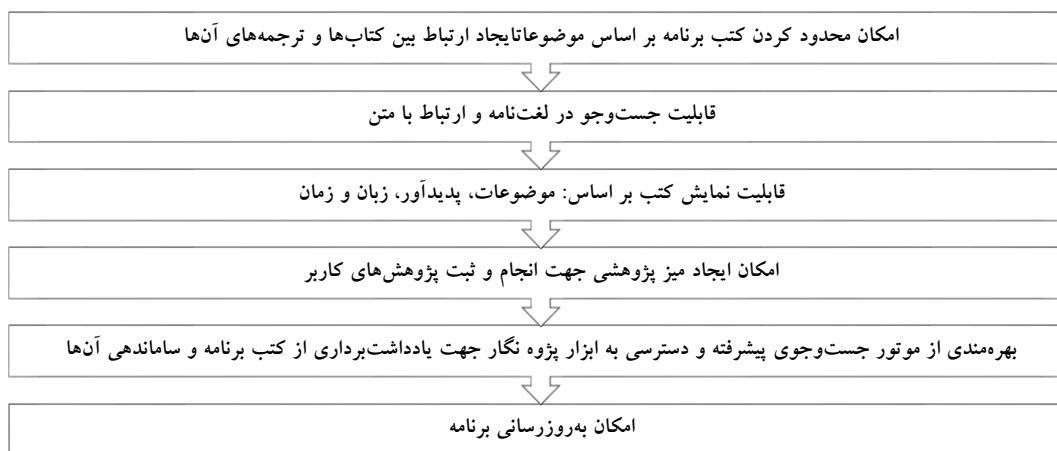 امکان محدود کردن کتب برنامه بر اساس موضوعاتایجاد ارتباط بین کتاب‌ها و ترجمه‌های آن‌ها
قابلیت جست‌وجو در لغت‌نامه و ارتباط با متن
قابلیت نمایش کتب بر اساس: موضوعات، پدیدآور، زبان و زمان
امکان ایجاد میز پژوهشی جهت انجام و ثبت پژوهش‌های کاربر
بهره‌مندی از موتور جست‌وجوی پیشرفته و دسترسی به ابزار پژوه نگار جهت یادداشت‌برداری از کتب برنامه و ساماندهی آن‌ها
امکان به‌روزرسانی برنامه